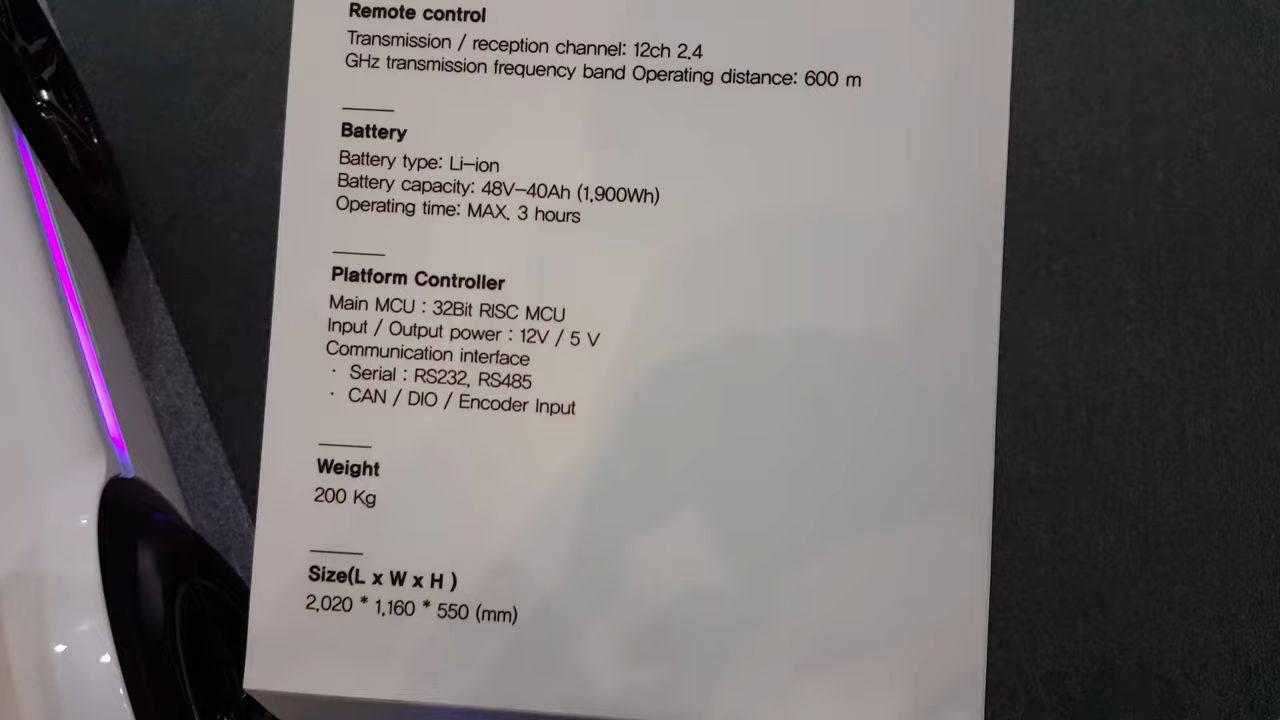 Remote control
Transmission / reception channel: 12ch 2.4
GHz transmission frequency band Operating distance: 600 m
Battery
Battery type: Li-ion
Battery capacity: 48V-40Ah (1,900Wh)
Operating time: MAX. 3 hours
Platform Controller
Main MCU : 32Bit RISC MCU
Input / Output power : 12V / 5 V
Communication interface
· Serial : RS232, RS485
· CAN / DIO / Encoder Input
Weight
200 Kg
Size(L x W x H )
2,020 * 1,160 * 550 (mm)